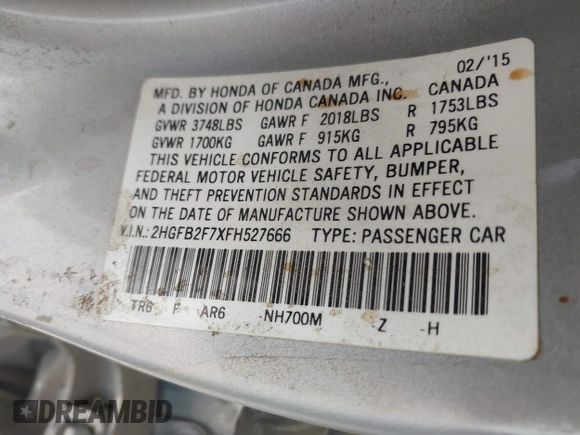 02/'15
MFD. BY HONDA OF CANADA MFG.,
A DIVISION OF HONDA CANADA INC. CANADA
GVWR 3748LBS GAWR F 2018LBS R 1753LBS
GVWR 1700KG GAWR F 915KG R 795KG
THIS VEHICLE CONFORMS TO ALL APPLICABLE
FEDERAL MOTOR VEHICLE SAFETY, BUMPER,
AND THEFT PREVENTION STANDARDS IN EFFECT
ON THE DATE OF MANUFACTURE SHOWN ABOVE.
V.I.N.: 2HGFB2F7XFH527666 TYPE: PASSENGER CAR
TR6 F AR6 -NH700M -Z -H
DREAMBID